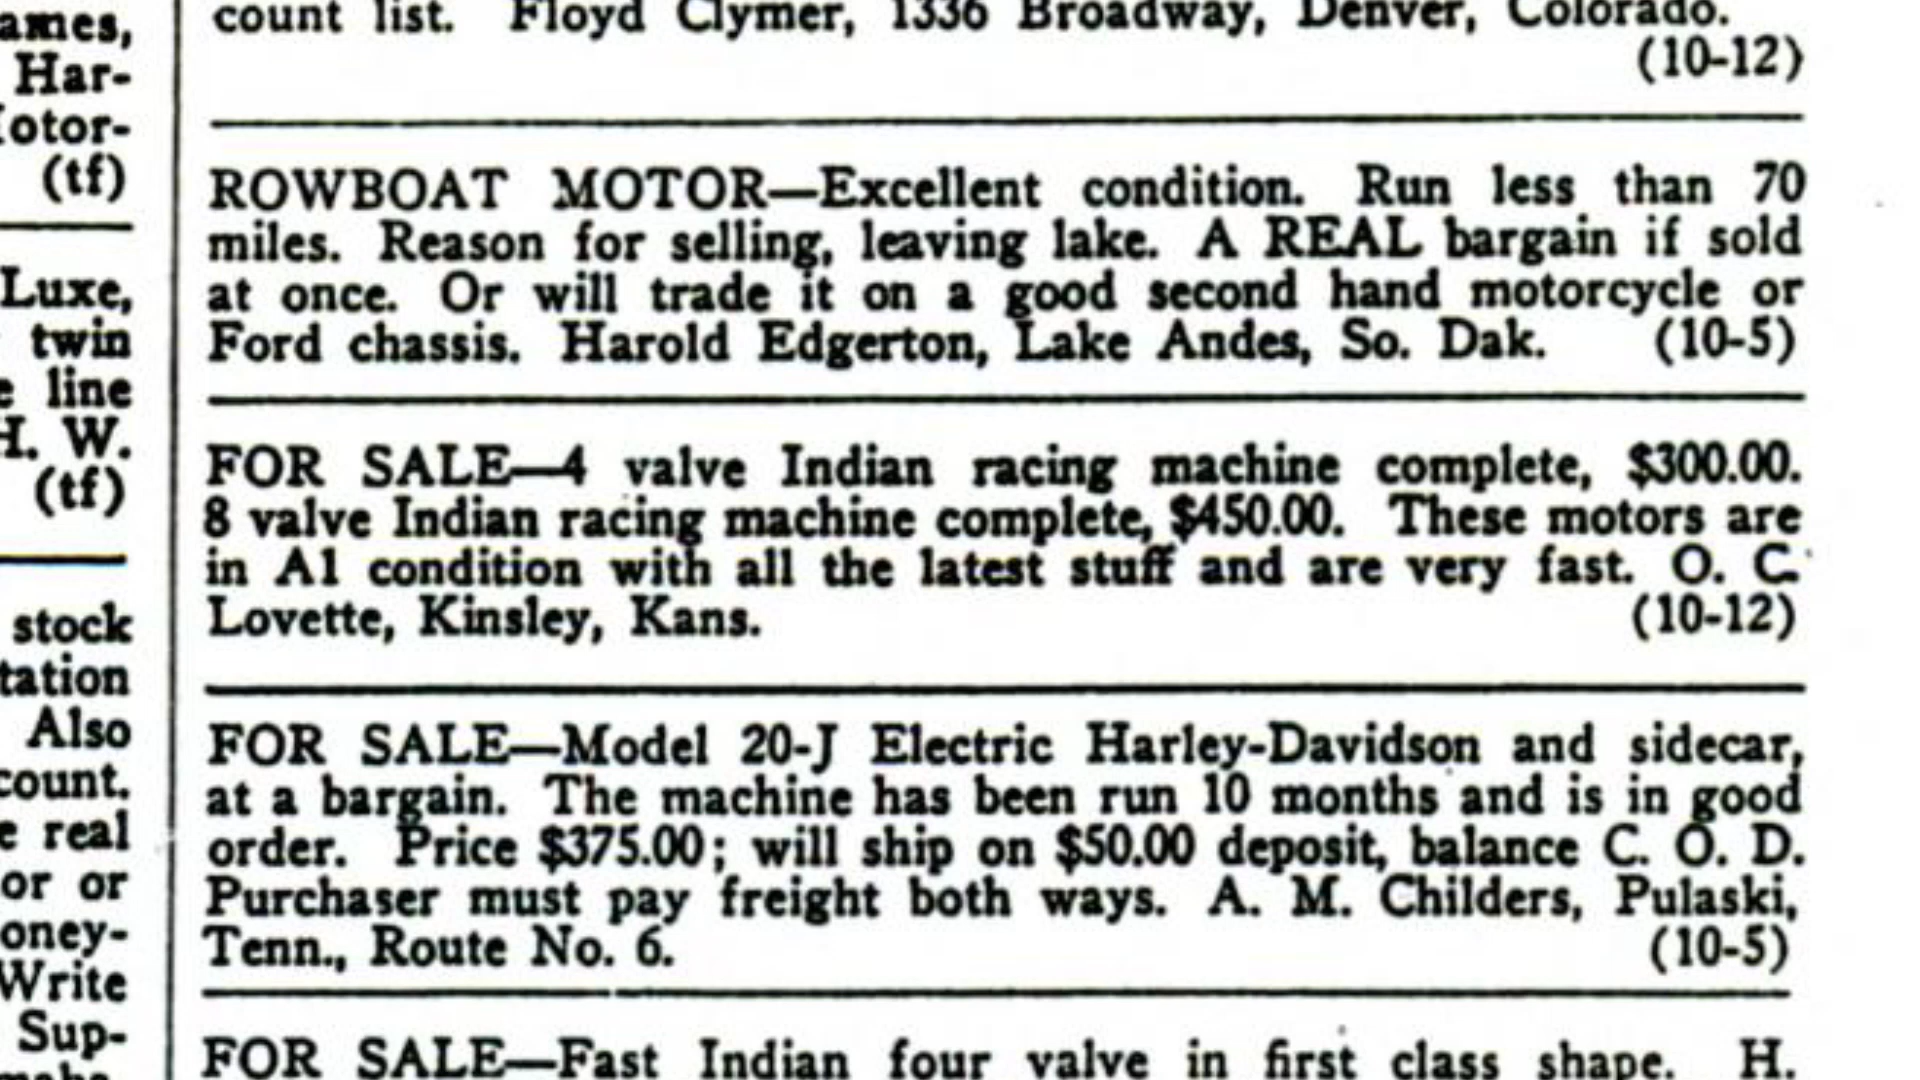 ames,
Har-
otor-
(tf)
Luxe,
twin
e line
H. W.
(tf)
stock
tation
Also
count.
e real
or or
oney-
Write
Sup-
count list. Floyd Clymer, 1336 Broadway, Denver, Colorado.
(10-12)
ROWBOAT MOTOR—Excellent condition. Run less than 70
miles. Reason for selling, leaving lake. A REAL bargain if sold
at once. Or will trade it on a good second hand motorcycle or
Ford chassis. Harold Edgerton, Lake Andes, So. Dak. (10-5)
FOR SALE—4 valve Indian racing machine complete, $300.00.
8 valve Indian racing machine complete, $450.00. These motors are
in A1 condition with all the latest stuff and are very fast. O. C.
Lovette, Kinsley, Kans. (10-12)
FOR SALE—Model 20-J Electric Harley-Davidson and sidecar,
at a bargain. The machine has been run 10 months and is in good
order. Price $375.00; will ship on $50.00 deposit, balance C. O. D.
Purchaser must pay freight both ways. A. M. Childers, Pulaski,
Tenn., Route No. 6. (10-5)
FOR SALE—Fast Indian four valve in first class shape. H.